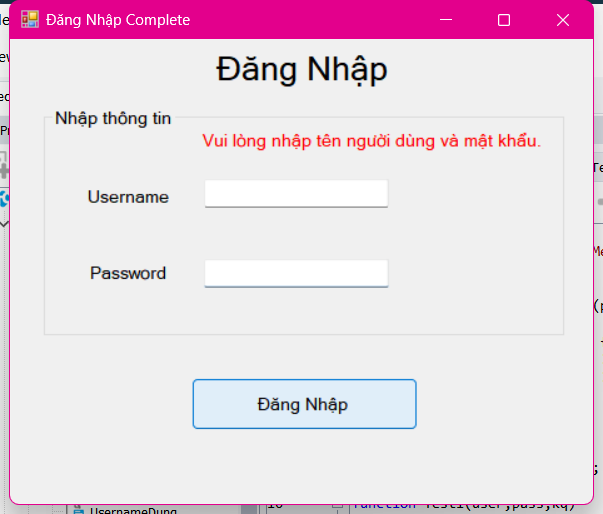 Đăng Nhập Complete
Đăng Nhập
Nhập thông tin
Vui lòng nhập tên người dùng và mật khẩu.
Username
Password
Đăng Nhập
UsernameDung
function Test1(user,pass,kq)